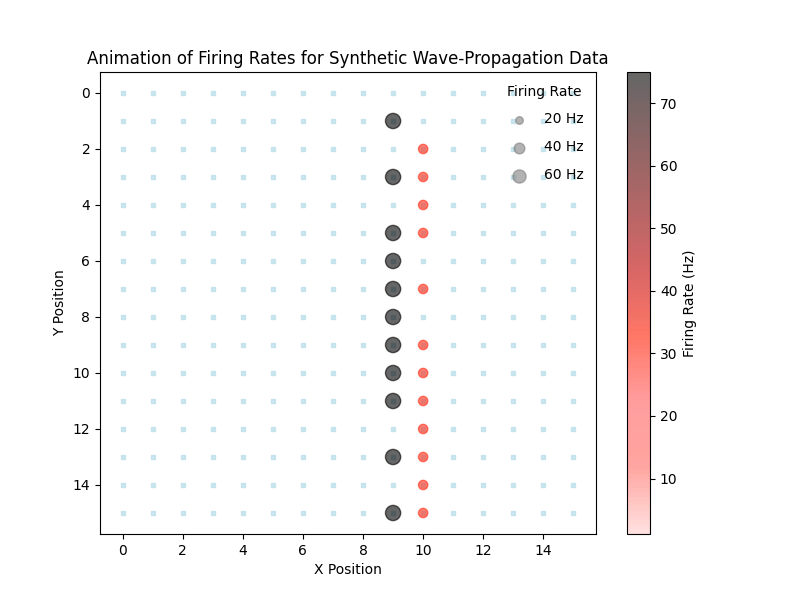 Animation of Firing Rates for Synthetic Wave-Propagation Data
Firing Rate
20 Hz
40 Hz
60 Hz
0
2
4
6
8
10
12
14
Y Position
0 2 4 6 8 10 12 14
X Position
70
60
50
40
30
20
10
Firing Rate (Hz)